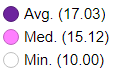 Avg. (17.03)
Med. (15.12)
Min. (10.00)